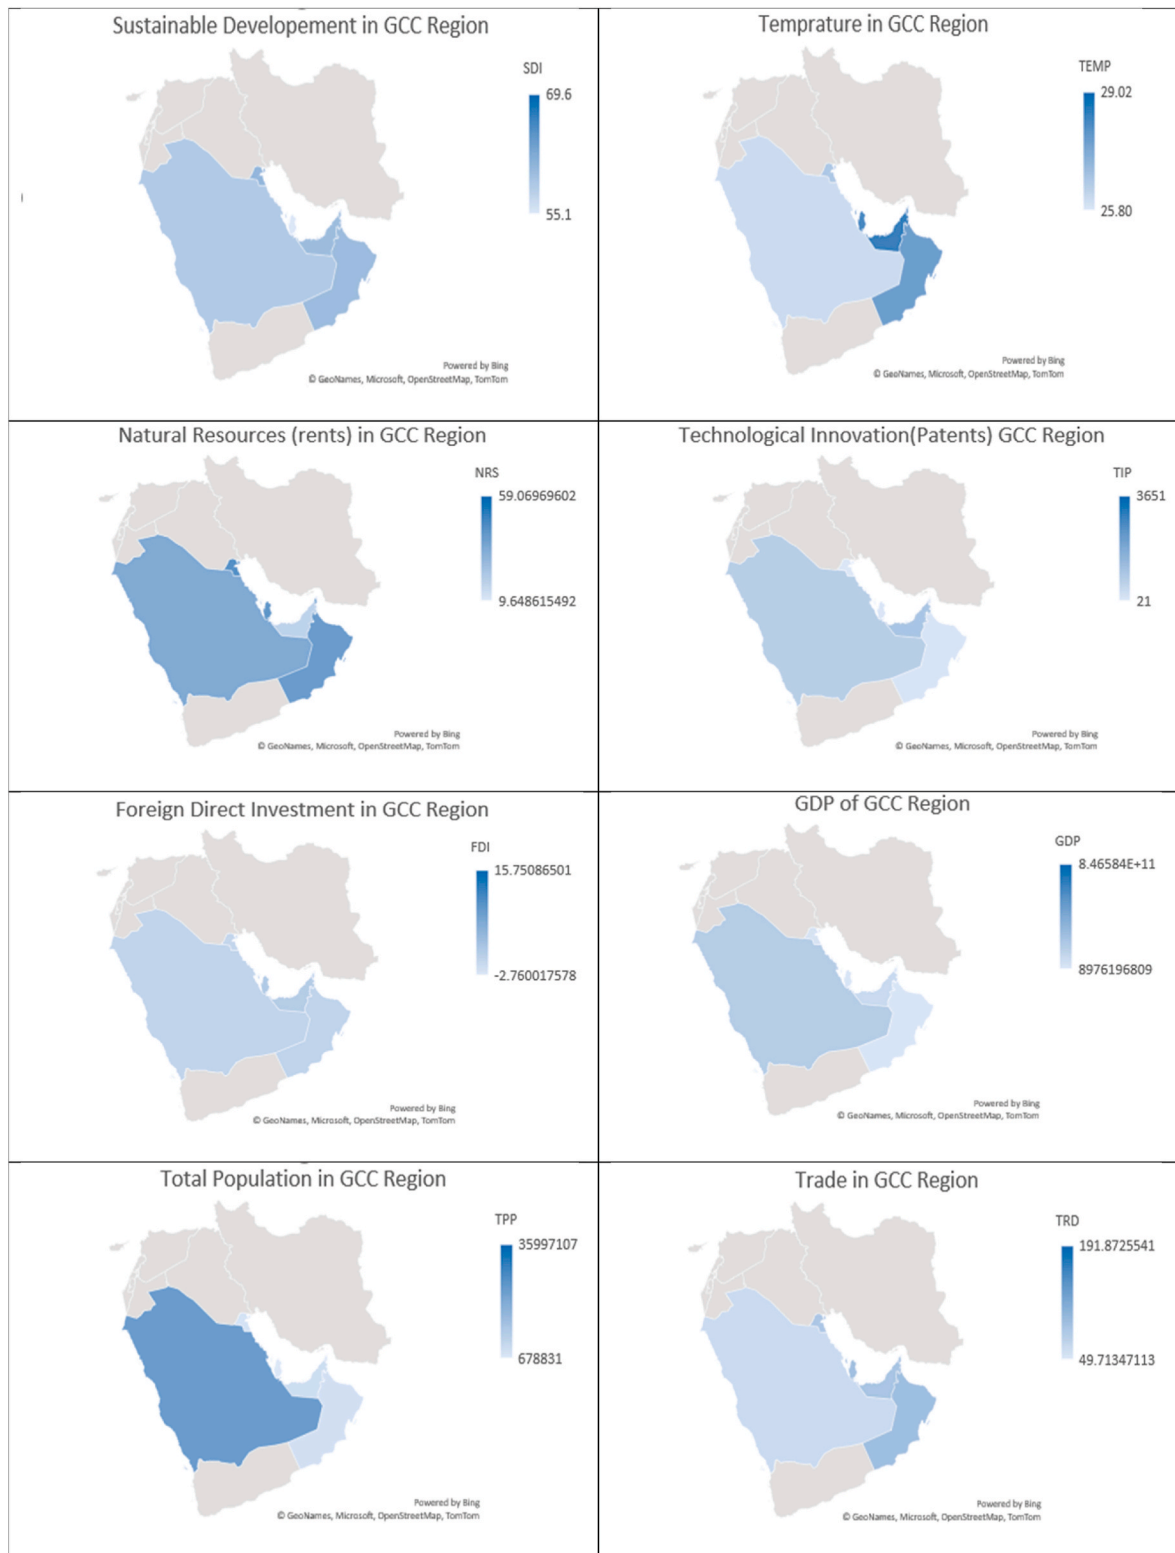 Sustainable Developement in GCC Region
SDI
69.6
55.1
Powered by Bing
© GeoNames, Microsoft, OpenStreetMap, TomTom
Temprature in GCC Region
TEMP
29.02
25.80
Powered by Bing
© GeoNames, Microsoft, OpenStreetMap, TomTom
Natural Resources (rents) in GCC Region
NRS
59.06969602
9.648615492
Powered by Bing
© GeoNames, Microsoft, OpenStreetMap, TomTom
Technological Innovation(Patents) GCC Region
TIP
3651
21
Powered by Bing
© GeoNames, Microsoft, OpenStreetMap, TomTom
Foreign Direct Investment in GCC Region
FDI
15.75086501
-2.760017578
Powered by Bing
© GeoNames, Microsoft, OpenStreetMap, TomTom
GDP of GCC Region
GDP
8.46584E+11
8976196809
Powered by Bing
© GeoNames, Microsoft, OpenStreetMap, TomTom
Total Population in GCC Region
TPP
35997107
678831
Powered by Bing
© GeoNames, Microsoft, OpenStreetMap, TomTom
Trade in GCC Region
TRD
191.8725541
49.71347113
Powered by Bing
© GeoNames, Microsoft, OpenStreetMap, TomTom